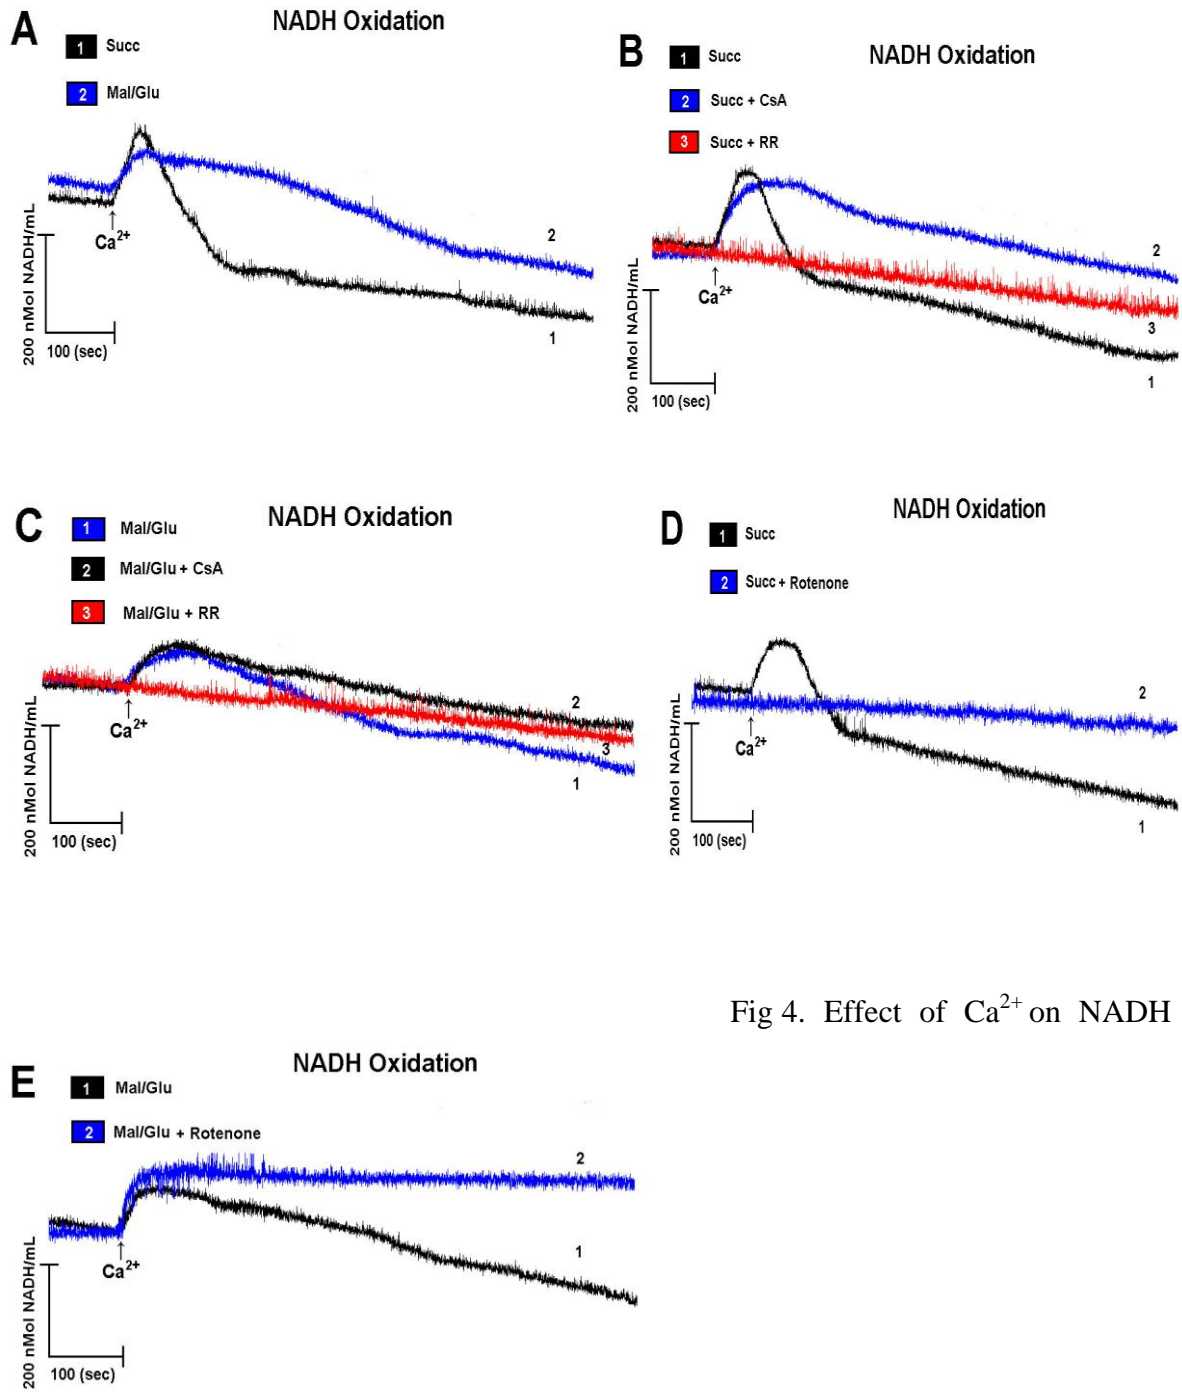 A
NADH Oxidation
1 Succ
2 Mal/Glu
Ca2+
200 nMol NADH/mL
100 (sec)
2
1
B
NADH Oxidation
1 Succ
2 Succ + CsA
3 Succ + RR
Ca2+
200 nMol NADH/mL
100 (sec)
2
3
1
C
NADH Oxidation
1 Mal/Glu
2 Mal/Glu + CsA
3 Mal/Glu + RR
Ca2+
200 nMol NADH/mL
100 (sec)
2
3
1
D
NADH Oxidation
1 Succ
2 Succ + Rotenone
Ca2+
200 nMol NADH/mL
100 (sec)
2
1
Fig 4. Effect of Ca2+ on NADH
E
NADH Oxidation
1 Mal/Glu
2 Mal/Glu + Rotenone
Ca2+
200 nMol NADH/mL
100 (sec)
2
1